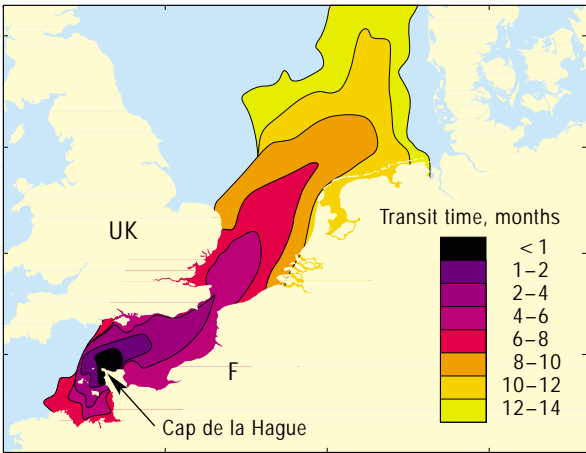 UK
Transit time, months
< 1
1–2
2–4
4–6
6–8
8–10
10–12
12–14
F
Cap de la Hague